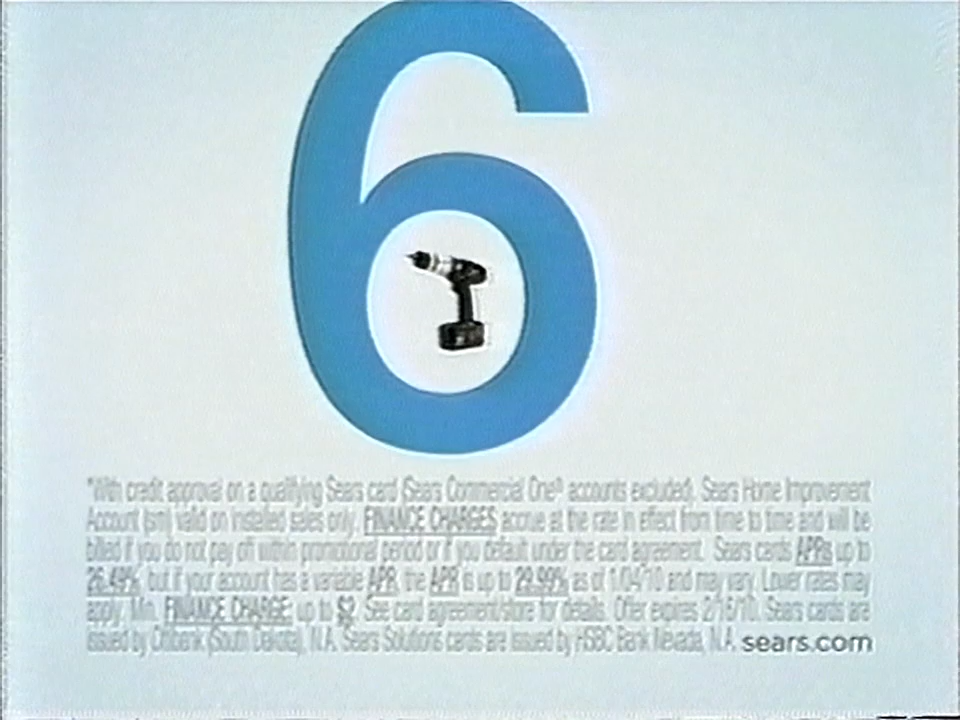 6
*With credit approval on a qualifying Sears card (Sears Commercial One® accounts excluded). Sears Home Improvement
Account (sm) valid on installed sales only. FINANCE CHARGES accrue at the rate in effect from time to time and will be
billed if you do not pay off within promotional period or if you default under the card agreement. Sears cards APRs up to
26.49%, but if your account has a variable APR, the APR is up to 29.99% as of 1/04/10 and may vary. Lower rates may
apply. Min. FINANCE CHARGE: up to $2. See card agreement/store for details. Offer expires 2/16/10. Sears cards are
issued by Citibank (South Dakota), N.A. Sears Solutions cards are issued by HSBC Bank Nevada, N.A. sears.com